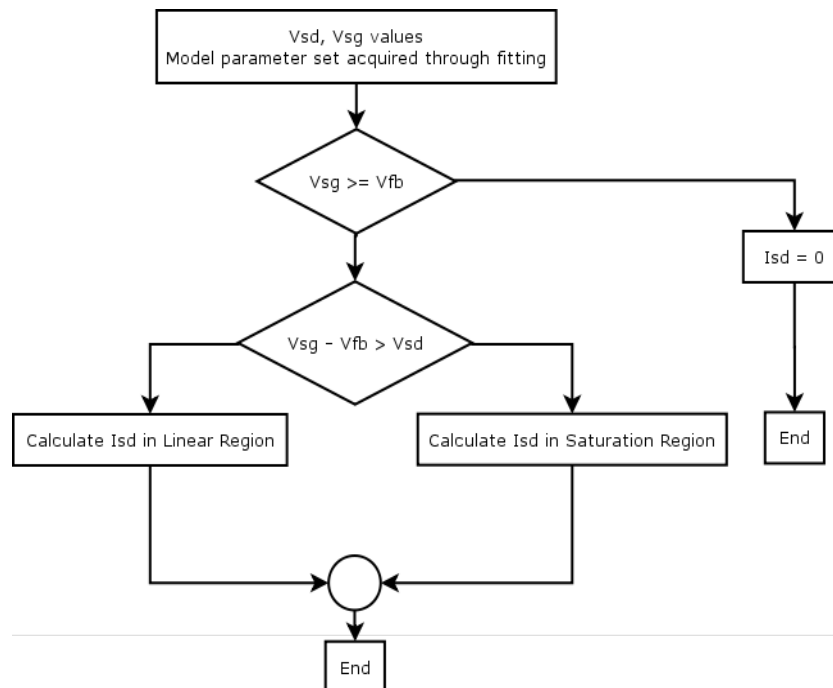 Vsd, Vsg values
Model parameter set acquired through fitting
Vsg >= Vfb
Isd = 0
Vsg - Vfb > Vsd
Calculate Isd in Linear Region
Calculate Isd in Saturation Region
End
End